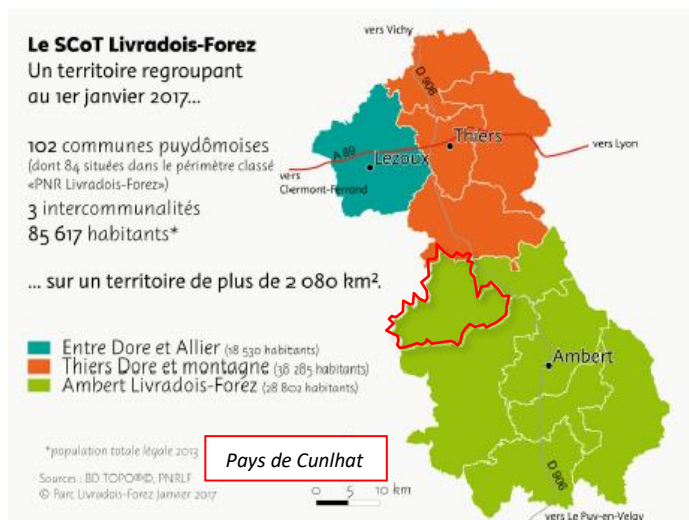 Le SCoT Livradois-Forez
Un territoire regroupant
au 1er janvier 2017...
102 communes puydômoises
(dont 84 situées dans le périmètre classé
«PNR Livradois-Forez»)
3 intercommunalités
85 617 habitants*
... sur un territoire de plus de 2 080 km².
Entre Dore et Allier (18 530 habitants)
Thiers Dore et montagne (38 285 habitants)
Ambert Livradois-Forez (28 802 habitants)
*population totale légale 2013
Sources : BD TOPO®©, PNRLF
© Parc Livradois-Forez Janvier 2017
Pays de Cunlhat
0 5 10 km
vers Vichy
D 906
Thiers
vers Lyon
A 89
Lezoux
vers
Clermont-Ferrand
Ambert
D 906
vers Le Puy-en-Velay